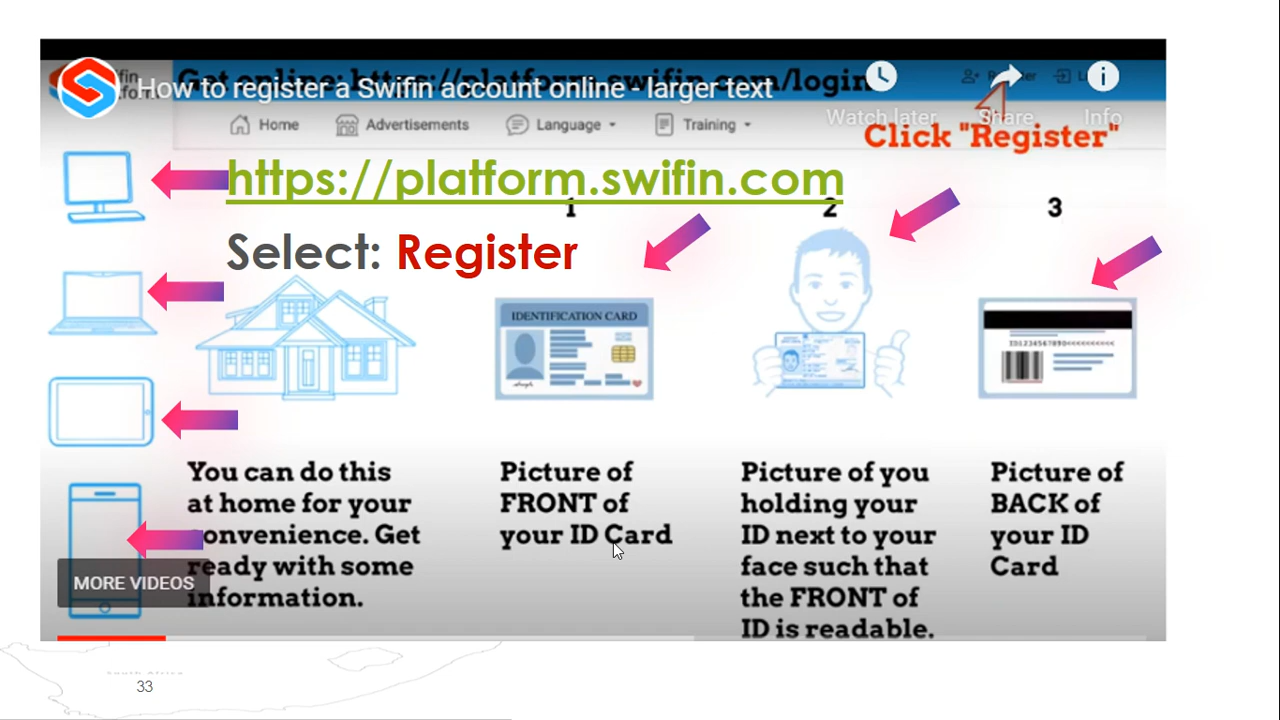 Get online: https://platform.swifin.com/login
How to register a Swifin account online - larger text
Watch later
Share
Info
Home
Advertisements
Language
Training
Click "Register"
https://platform.swifin.com
1
2
3
Select: Register
IDENTIFICATION CARD
You can do this
at home for your
convenience. Get
ready with some
information.
Picture of
FRONT of
your ID Card
Picture of you
holding your
ID next to your
face such that
the FRONT of
ID is readable.
Picture of
BACK of
your ID
Card
MORE VIDEOS
33